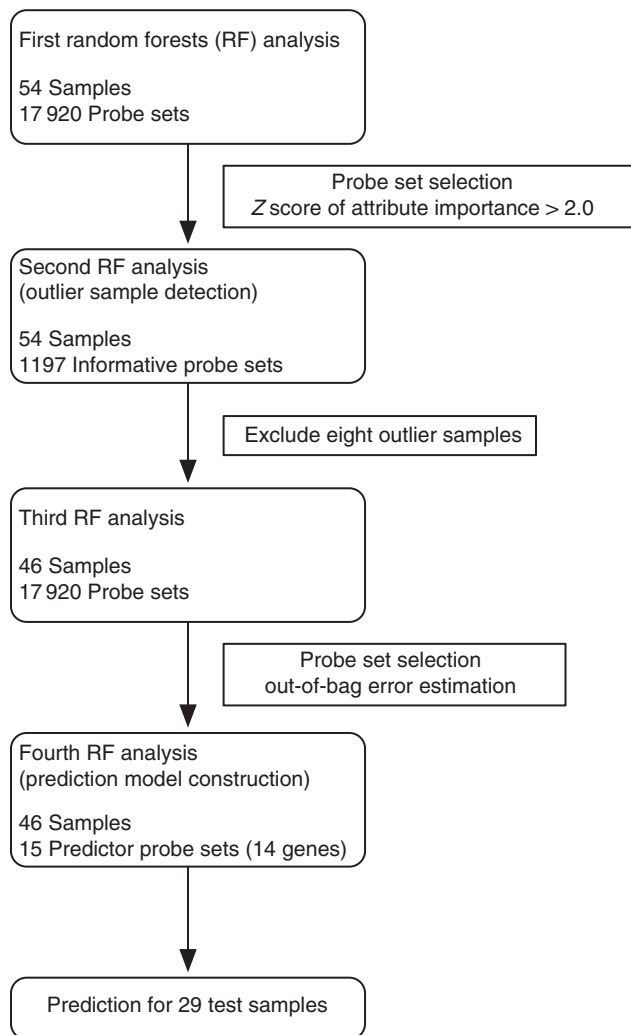 First random forests (RF) analysis
54 Samples
17 920 Probe sets
Probe set selection
Z score of attribute importance > 2.0
Second RF analysis
(outlier sample detection)
54 Samples
1197 Informative probe sets
Exclude eight outlier samples
Third RF analysis
46 Samples
17 920 Probe sets
Probe set selection
out-of-bag error estimation
Fourth RF analysis
(prediction model construction)
46 Samples
15 Predictor probe sets (14 genes)
Prediction for 29 test samples